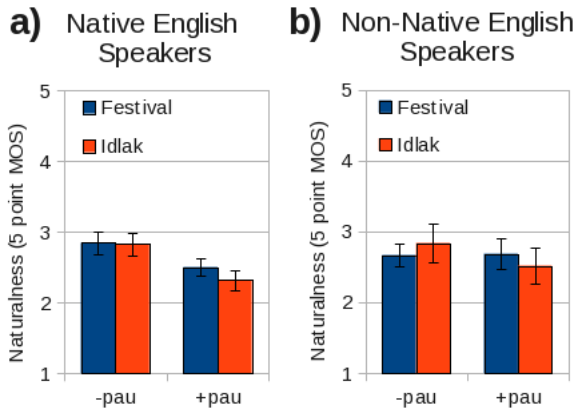 a) Native English
Speakers
Naturalness (5 point MOS)
5
4
3
2
1
Festival
Idlak
-pau
+pau
b) Non-Native English
Speakers
Naturalness (5 point MOS)
5
4
3
2
1
Festival
Idlak
-pau
+pau